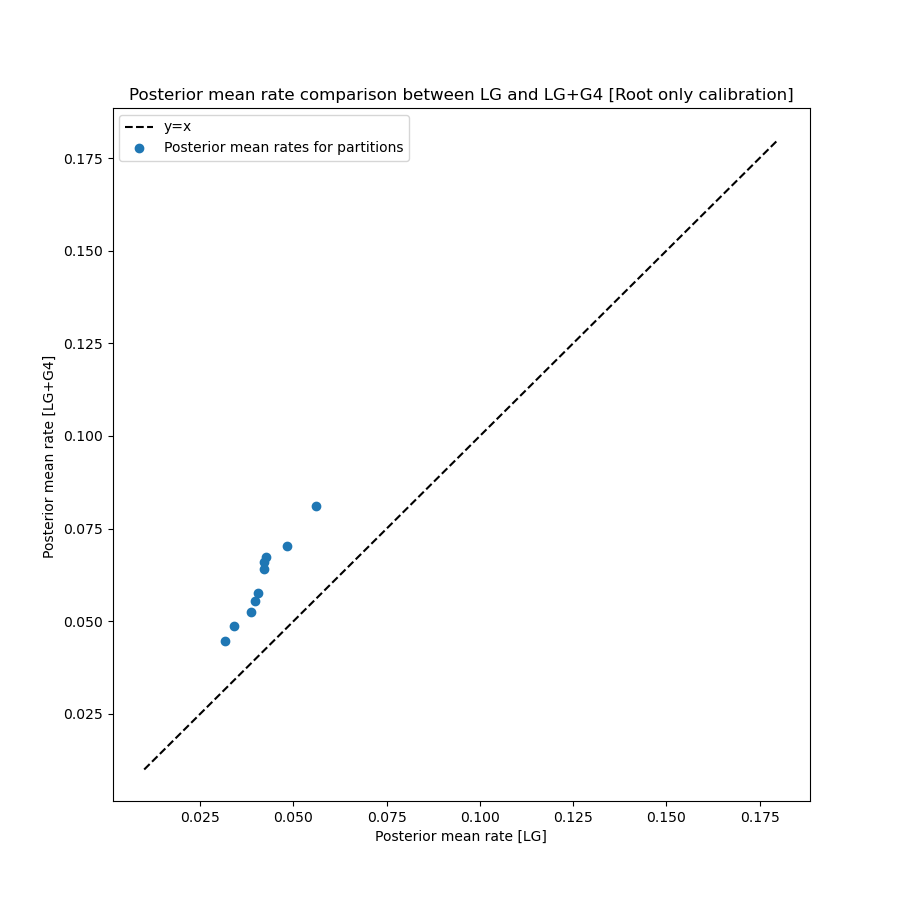 Posterior mean rate comparison between LG and LG+G4 [Root only calibration]
y=x
Posterior mean rates for partitions
Posterior mean rate [LG+G4]
0.175
0.150
0.125
0.100
0.075
0.050
0.025
0.025 0.050 0.075 0.100 0.125 0.150 0.175
Posterior mean rate [LG]